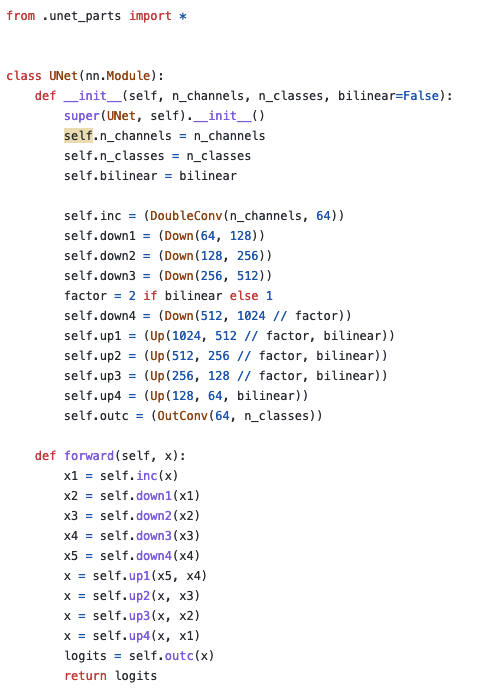 from .unet_parts import *
class UNet(nn.Module):
    def __init__(self, n_channels, n_classes, bilinear=False):
        super(UNet, self).__init__()
        self.n_channels = n_channels
        self.n_classes = n_classes
        self.bilinear = bilinear
        self.inc = (DoubleConv(n_channels, 64))
        self.down1 = (Down(64, 128))
        self.down2 = (Down(128, 256))
        self.down3 = (Down(256, 512))
        factor = 2 if bilinear else 1
        self.down4 = (Down(512, 1024 // factor))
        self.up1 = (Up(1024, 512 // factor, bilinear))
        self.up2 = (Up(512, 256 // factor, bilinear))
        self.up3 = (Up(256, 128 // factor, bilinear))
        self.up4 = (Up(128, 64, bilinear))
        self.outc = (OutConv(64, n_classes))
    def forward(self, x):
        x1 = self.inc(x)
        x2 = self.down1(x1)
        x3 = self.down2(x2)
        x4 = self.down3(x3)
        x5 = self.down4(x4)
        x = self.up1(x5, x4)
        x = self.up2(x, x3)
        x = self.up3(x, x2)
        x = self.up4(x, x1)
        logits = self.outc(x)
        return logits